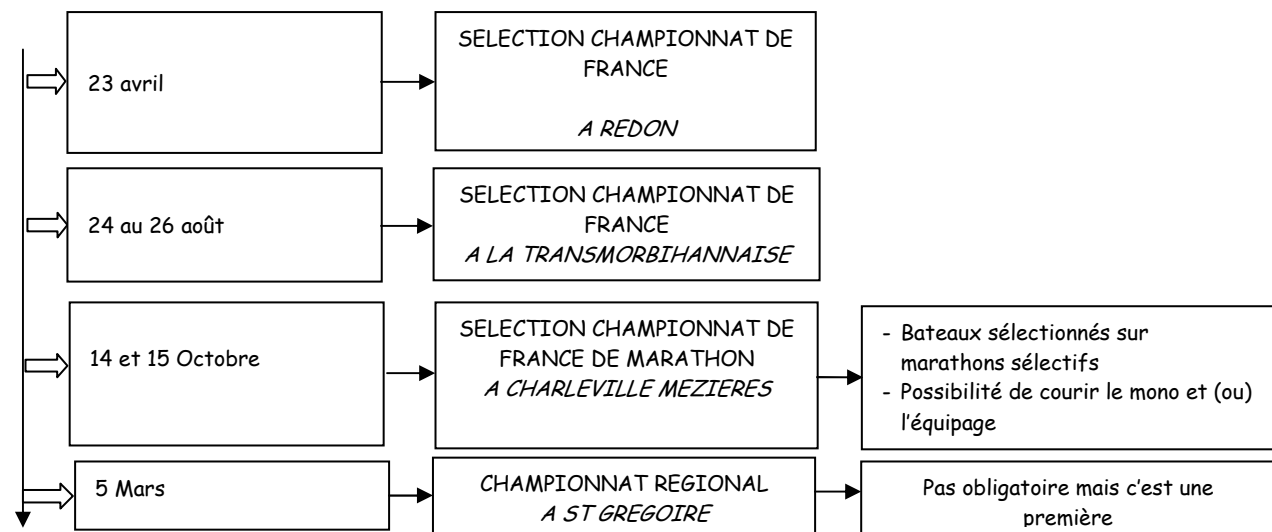 23 avril
SELECTION CHAMPIONNAT DE
FRANCE
A REDON
24 au 26 août
SELECTION CHAMPIONNAT DE
FRANCE
A LA TRANSMORBIHANNAISE
14 et 15 Octobre
SELECTION CHAMPIONNAT DE
FRANCE DE MARATHON
A CHARLEVILLE MEZIERES
- Bateaux sélectionnés sur
marathons sélectifs
- Possibilité de courir le mono et (ou)
l'équipage
5 Mars
CHAMPIONNAT REGIONAL
A ST GREGOIRE
Pas obligatoire mais c'est une
première